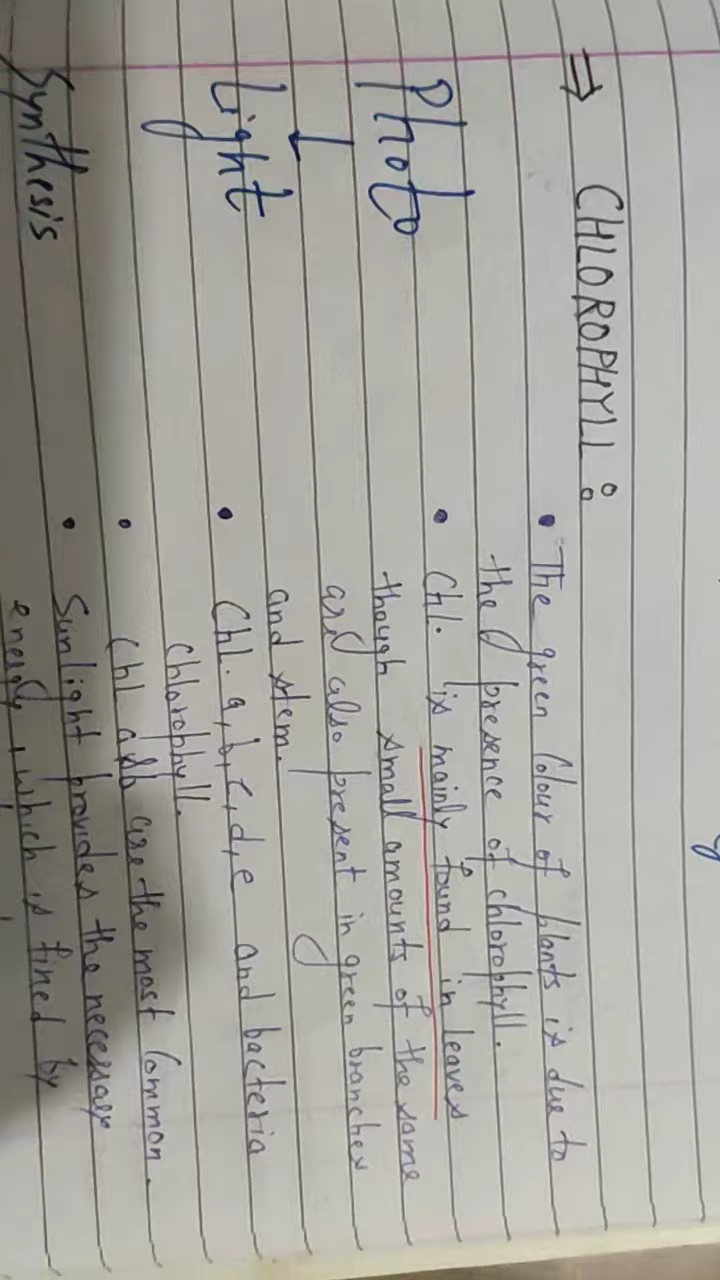 ⇒ CHLOROPHYLL :
• The green Colour of plants is due to
the presence of chlorophyll.
• Chl. is mainly found in leaves
though small amounts of the same
are also present in green branches
and stem.
• Chl. a, b, c, d, e and bacteria
chlorophyll.
• Chl a&b are the most Common.
• Sunlight provides the necessary
energy, which is fined by
Photo
↓
Light
Synthesis